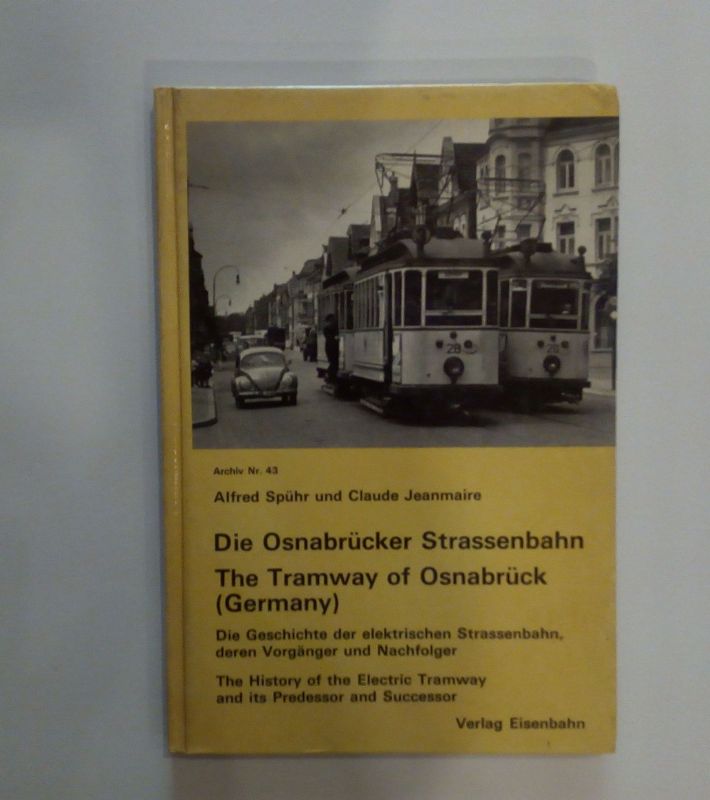 28
28
Archiv Nr. 43
Alfred Spühr und Claude Jeanmaire
Die Osnabrücker Strassenbahn
The Tramway of Osnabrück
(Germany)
Die Geschichte der elektrischen Strassenbahn,
deren Vorgänger und Nachfolger
The History of the Electric Tramway
and its Predessor and Successor
Verlag Eisenbahn